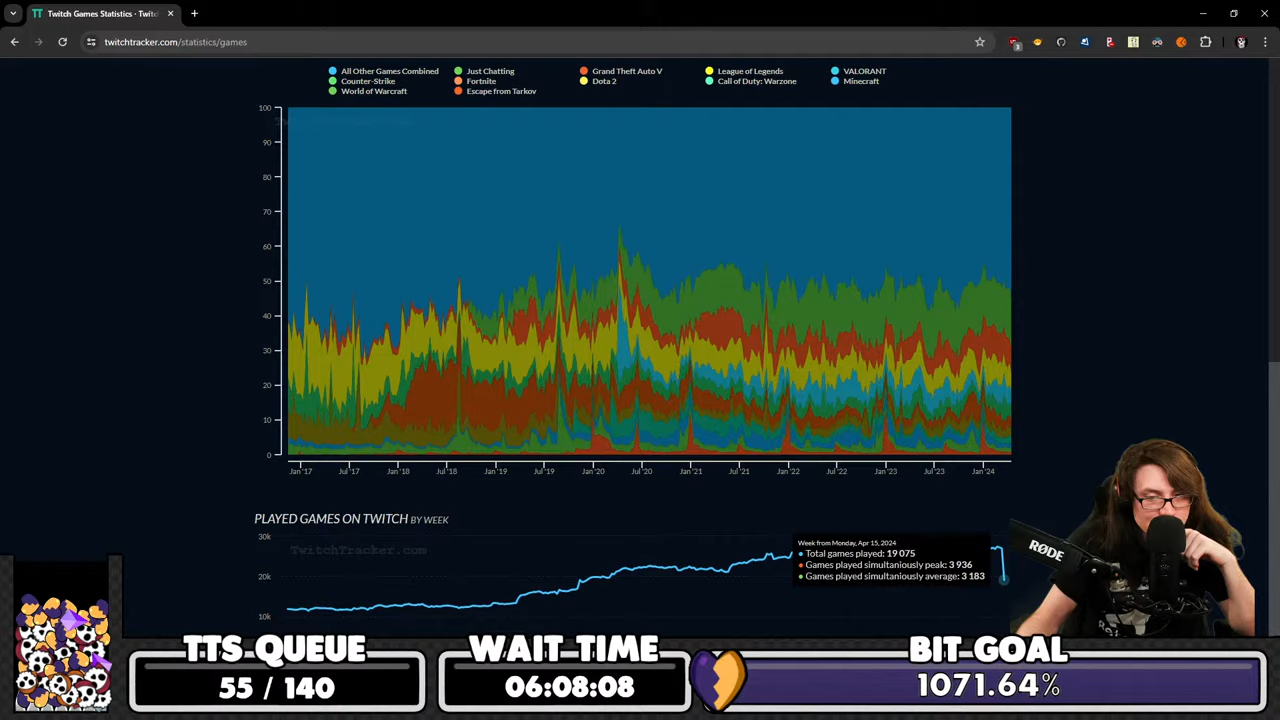 Twitch Games Statistics · Twitc
twitchtracker.com/statistics/games
3
All Other Games Combined
Just Chatting
Grand Theft Auto V
League of Legends
VALORANT
Counter-Strike
Fortnite
Dota 2
Call of Duty: Warzone
Minecraft
World of Warcraft
Escape from Tarkov
100
90
80
70
60
50
40
30
20
10
0
Jan '17
Jul '17
Jan '18
Jul '18
Jan '19
Jul '19
Jan '20
Jul '20
Jan '21
Jul '21
Jan '22
Jul '22
Jan '23
Jul '23
Jan '24
PLAYED GAMES ON TWITCH BY WEEK
30k
TwitchTracker.com
20k
10k
Week from Monday, Apr 15, 2024
Total games played: 19 075
Games played simultaniously peak: 3 936
Games played simultaniously average: 3 183
RØDE
TTS QUEUE
55 / 140
WAIT TIME
06:08:08
BIT GOAL
1071.64%